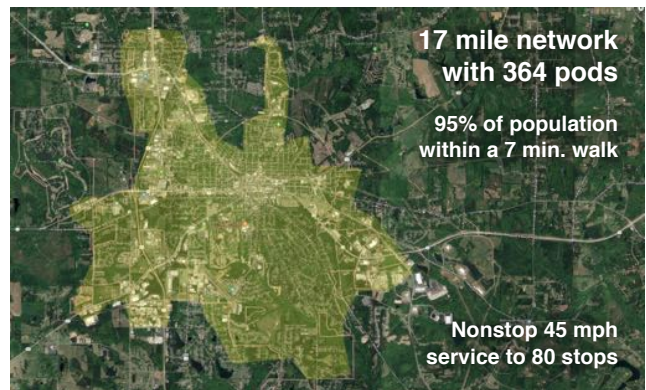 17 mile network
with 364 pods
95% of population
within a 7 min. walk
Nonstop 45 mph
service to 80 stops